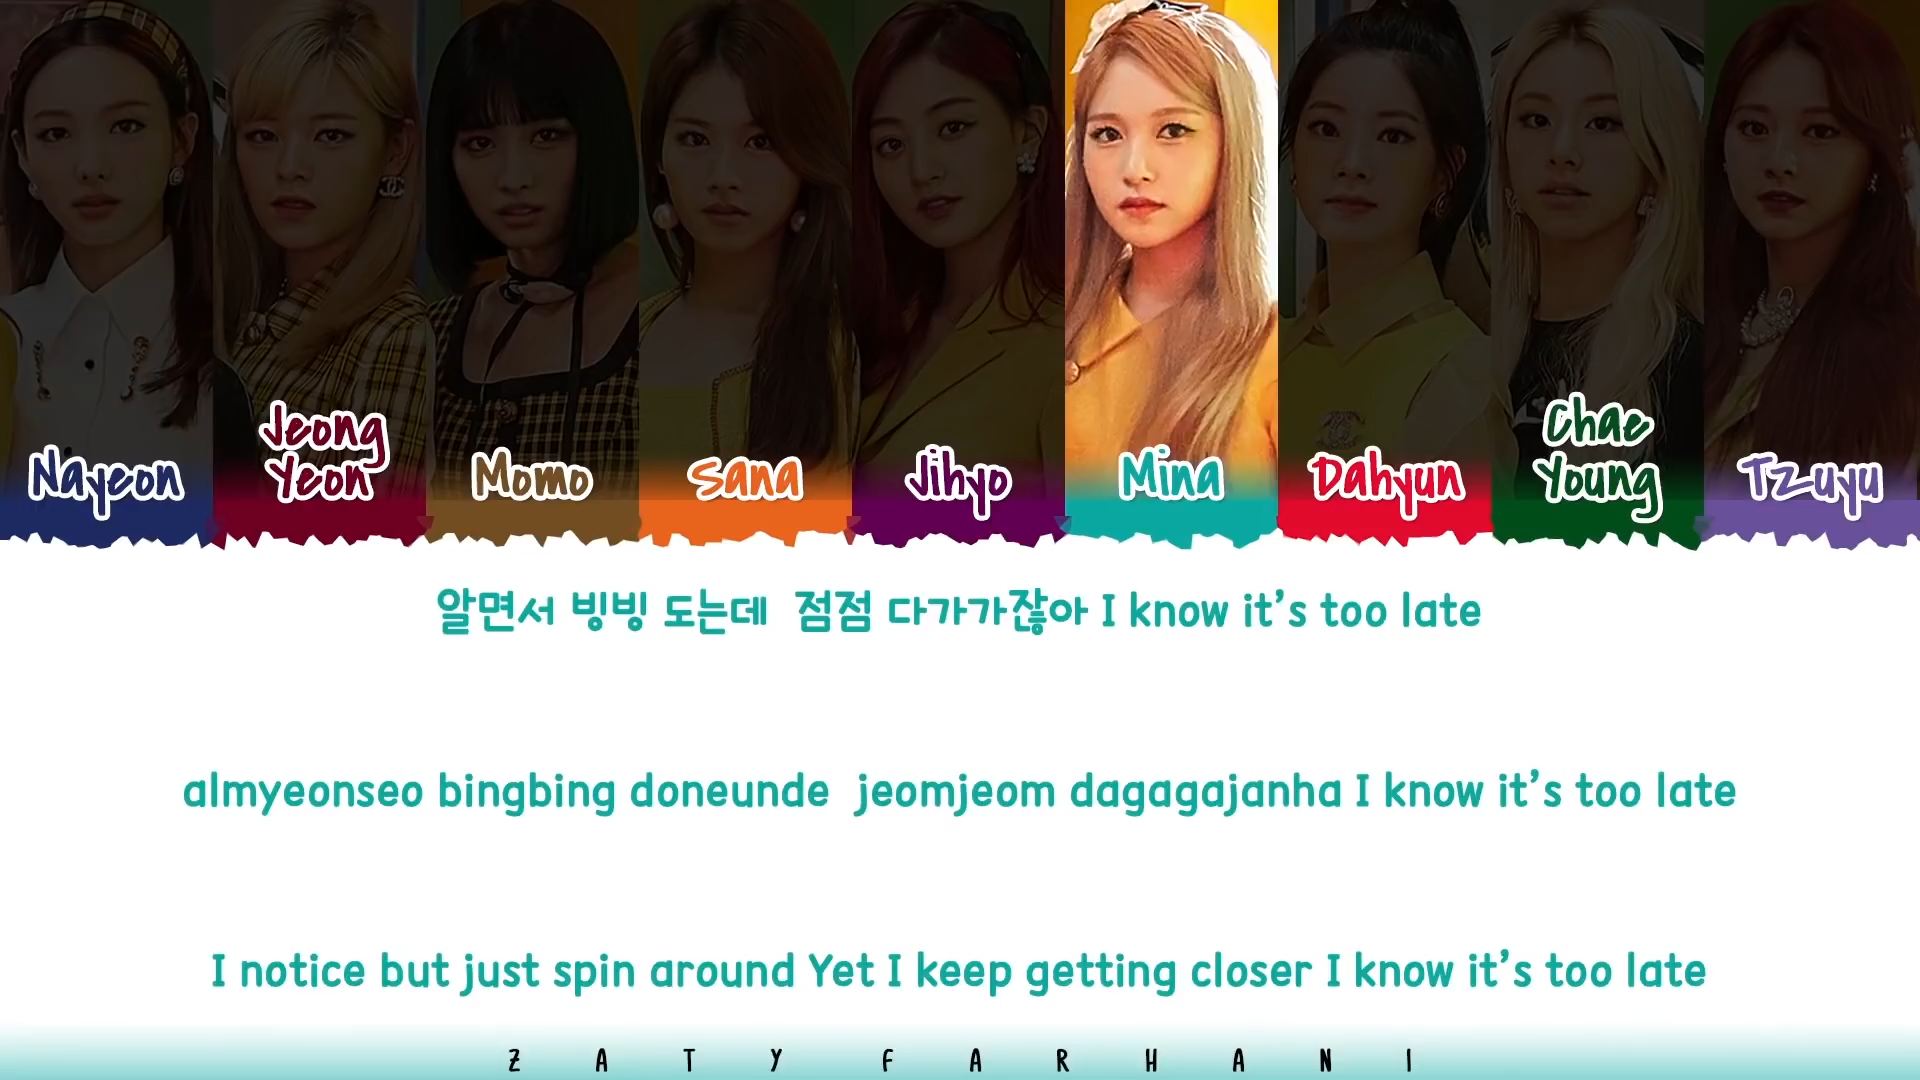 Nayeon
Jeong
Yeon
Momo
Sana
Jihyo
Mina
Dahyun
Chae
Young
Tzuyu
알면서 빙빙 도는데 점점 다가가잖아 I know it's too late
almyeonseo bingbing doneunde jeomjeom dagagajanha I know it's too late
I notice but just spin around Yet I keep getting closer I know it's too late
ZATY FARHANI